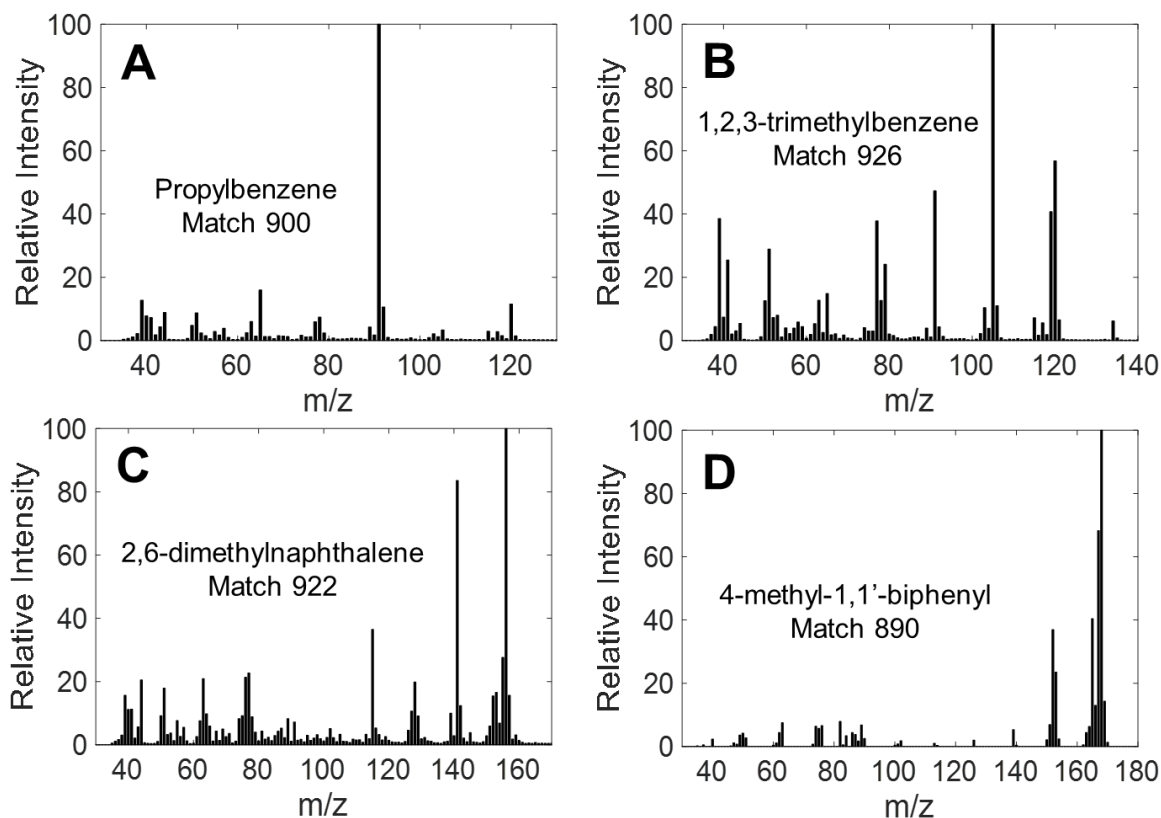 A
Propylbenzene
Match 900
Relative Intensity
100
80
60
40
20
0
40 60 80 100 120
m/z
B
1,2,3-trimethylbenzene
Match 926
Relative Intensity
100
80
60
40
20
0
40 60 80 100 120 140
m/z
C
2,6-dimethylnaphthalene
Match 922
Relative Intensity
100
80
60
40
20
0
40 60 80 100 120 140 160
m/z
D
4-methyl-1,1'-biphenyl
Match 890
Relative Intensity
100
80
60
40
20
0
40 60 80 100 120 140 160 180
m/z